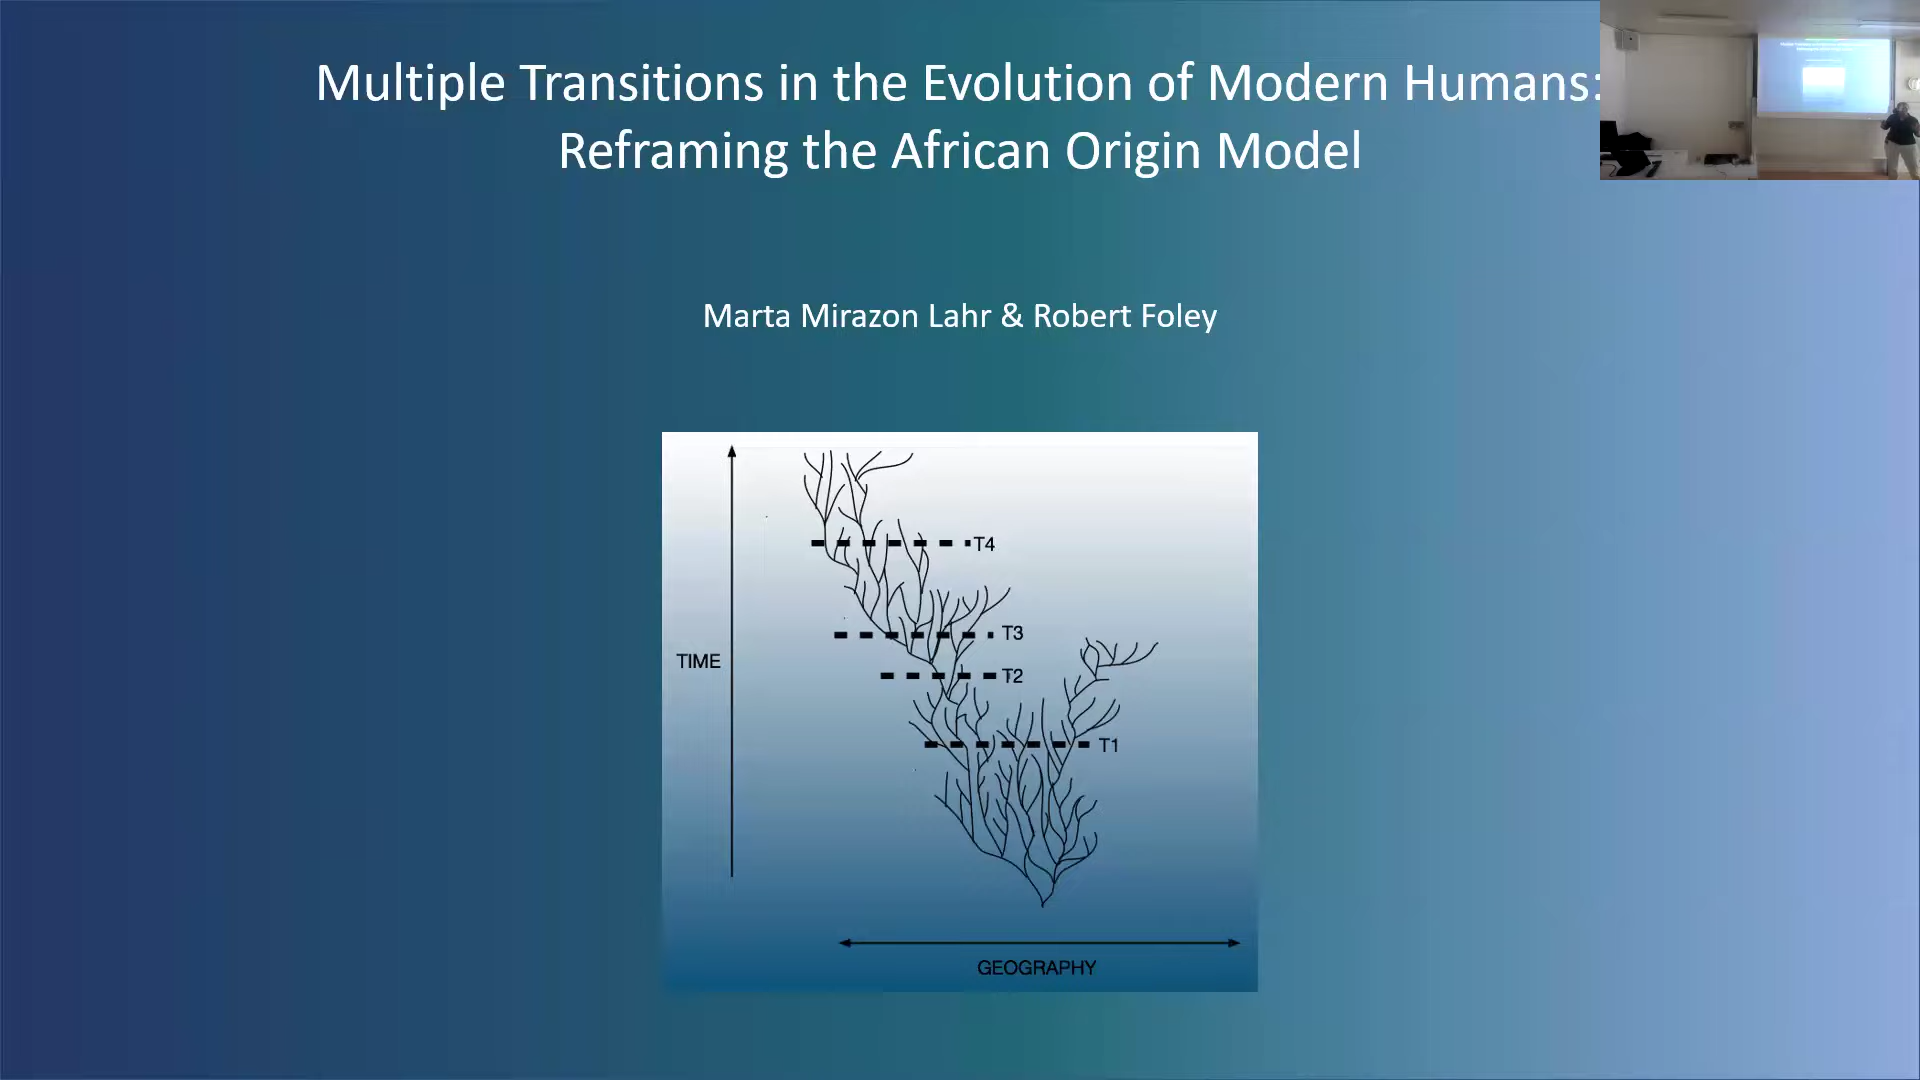 Multiple Transitions in the Evolution of Modern Humans:
Reframing the African Origin Model
Marta Mirazon Lahr & Robert Foley
T4
T3
TIME
T2
T1
GEOGRAPHY